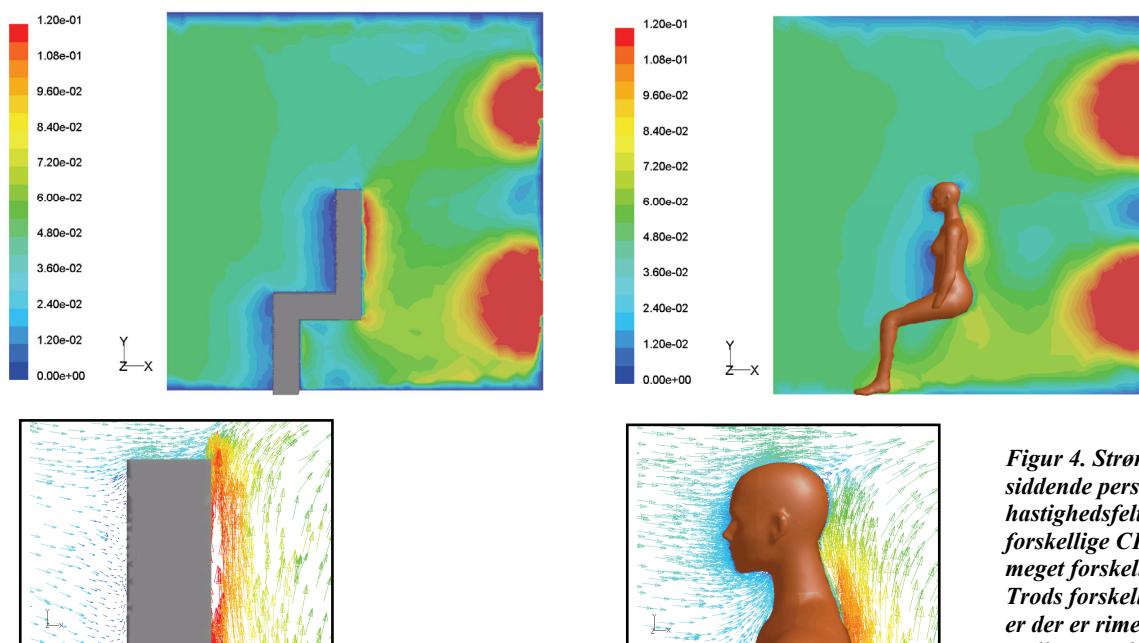 1.20e-01
1.08e-01
9.60e-02
8.40e-02
7.20e-02
6.00e-02
4.80e-02
3.60e-02
2.40e-02
1.20e-02
0.00e+00
Y
Z X
1.20e-01
1.08e-01
9.60e-02
8.40e-02
7.20e-02
6.00e-02
4.80e-02
3.60e-02
2.40e-02
1.20e-02
0.00e+00
Y
Z X
Y
Z X
Y
Z X
Figur 4. Strøm
siddende pers
hastighedsfelt
forskellige
meget forskels
Trods forskell
er der er rime